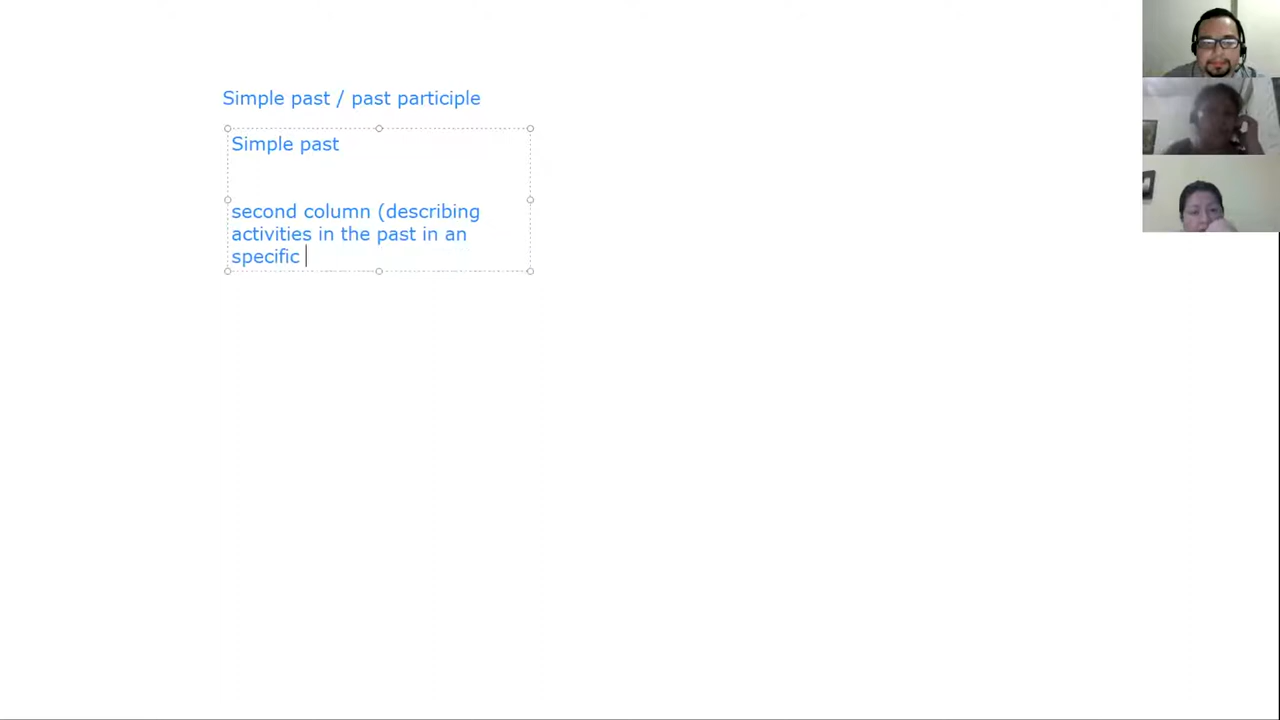 Simple past / past participle
Simple past
second column (describing
activities in the past in an
specific